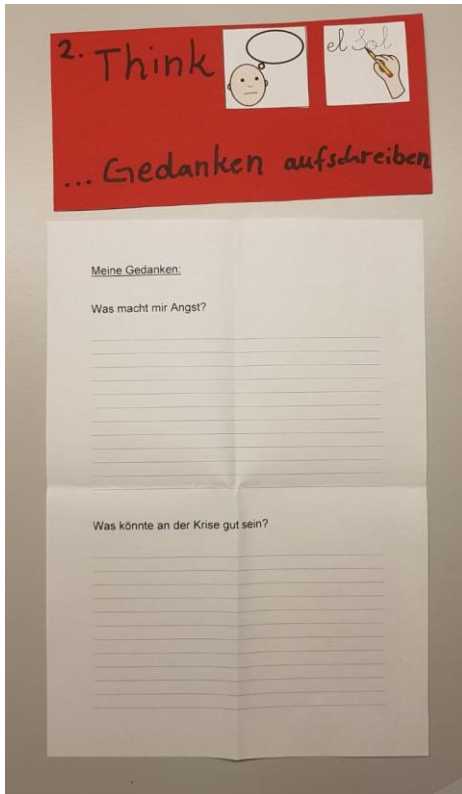 2. Think
el Sol
... Gedanken aufschreiben
Meine Gedanken:
Was macht mir Angst?
Was könnte an der Krise gut sein?